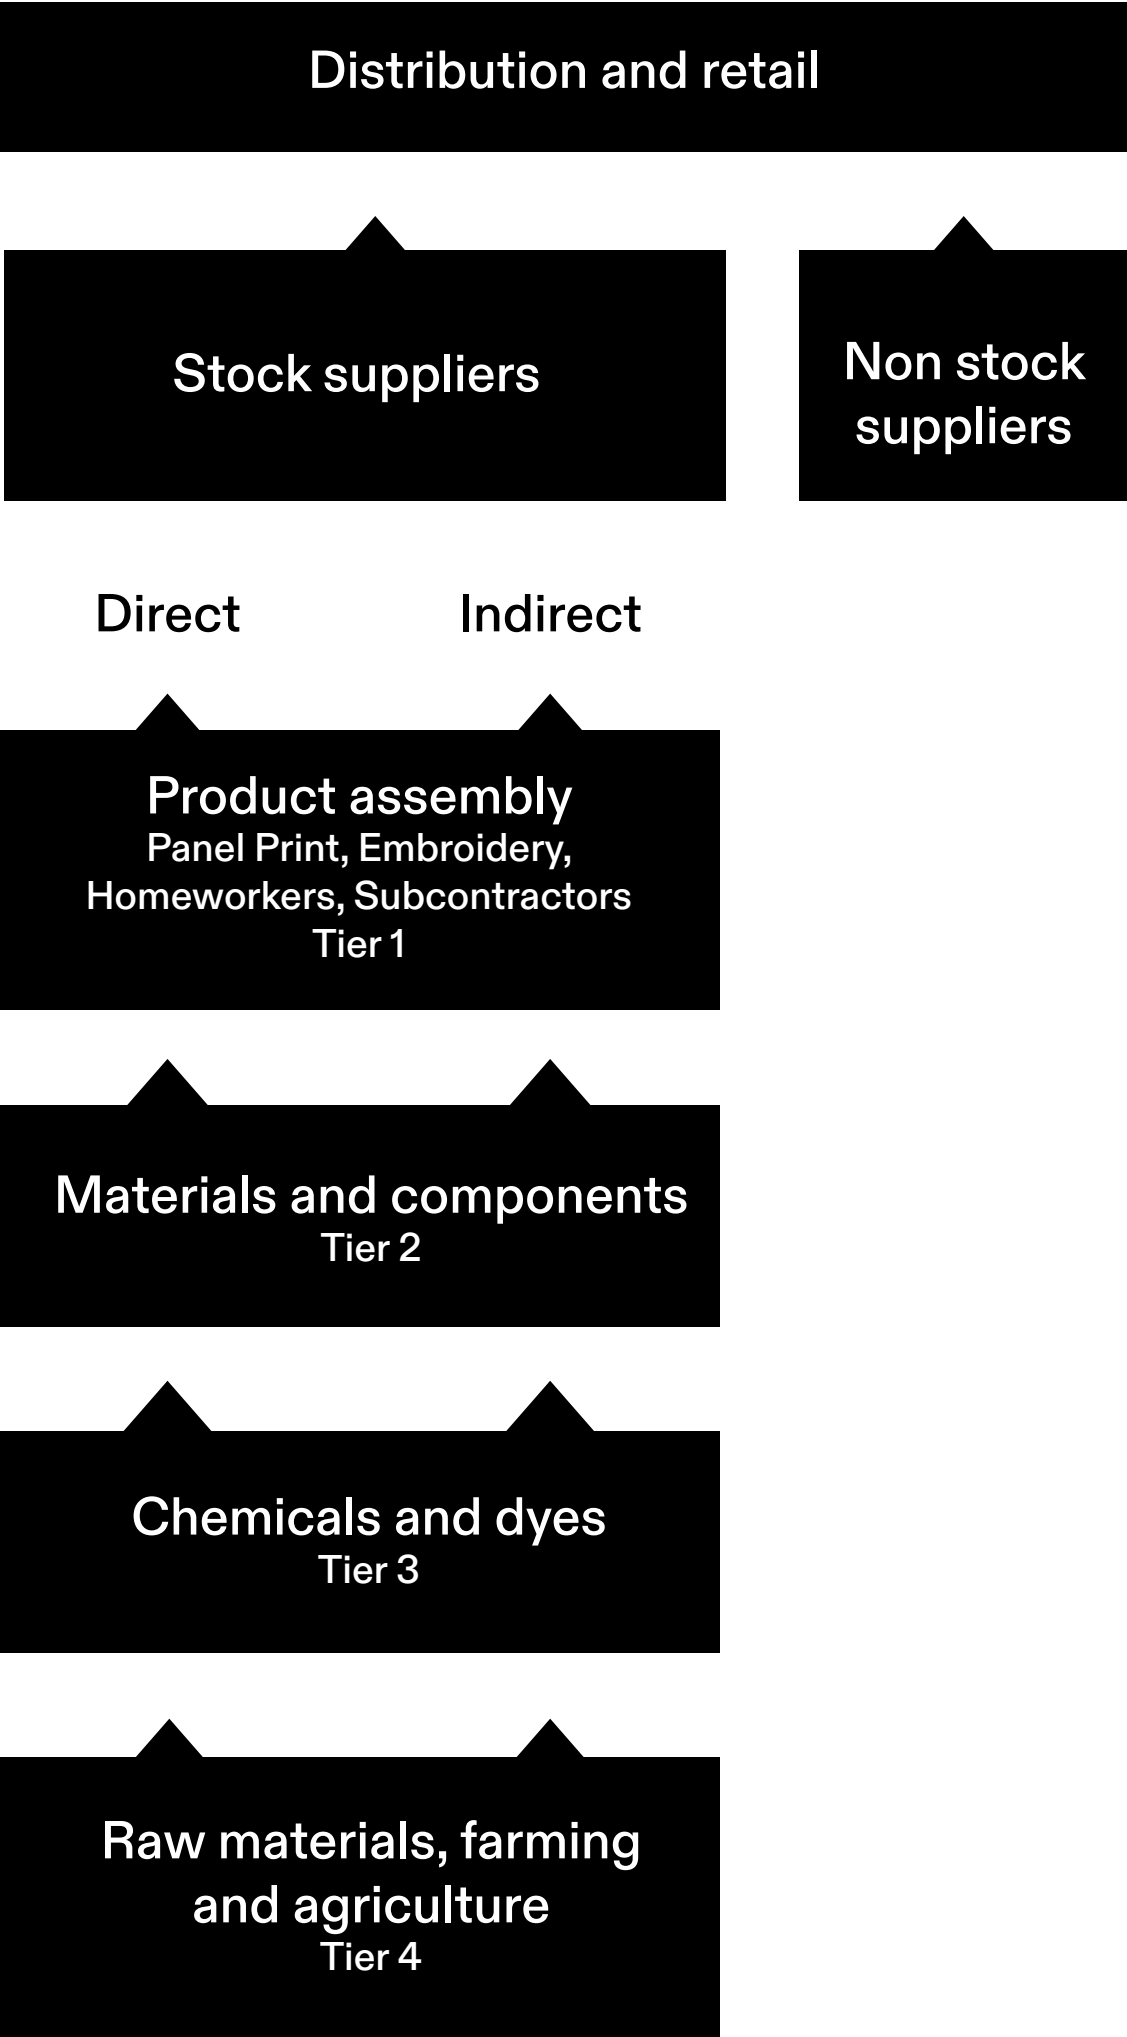 Distribution and retail
Stock suppliers
Non stock
suppliers
Direct
Indirect
Product assembly
Panel Print, Embroidery,
Homeworkers, Subcontractors
Tier 1
Materials and components
Tier 2
Chemicals and dyes
Tier 3
Raw materials, farming
and agriculture
Tier 4